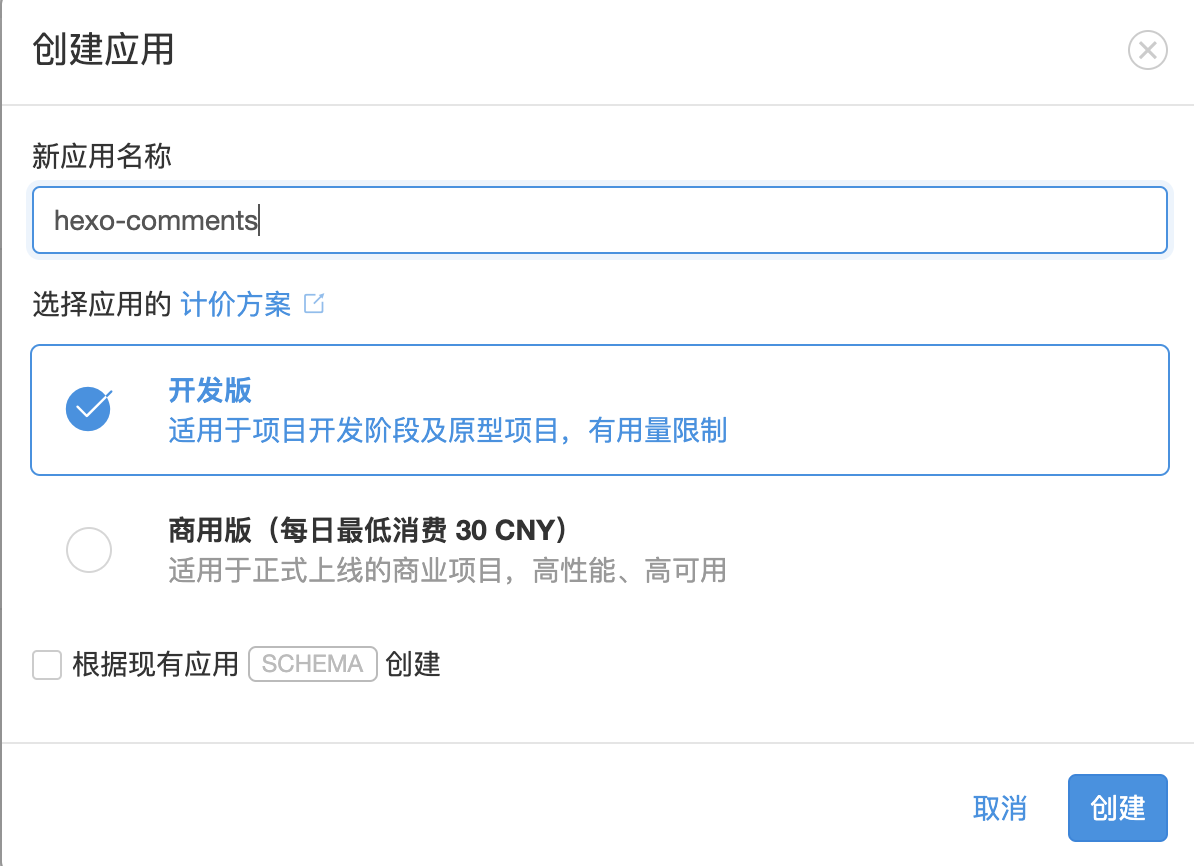 创建应用
新应用名称
hexo-comments
选择应用的 计价方案
开发版
适用于项目开发阶段及原型项目，有用量限制
商用版（每日最低消费 30 CNY）
适用于正式上线的商业项目，高性能、高可用
根据现有应用 SCHEMA 创建
取消 创建